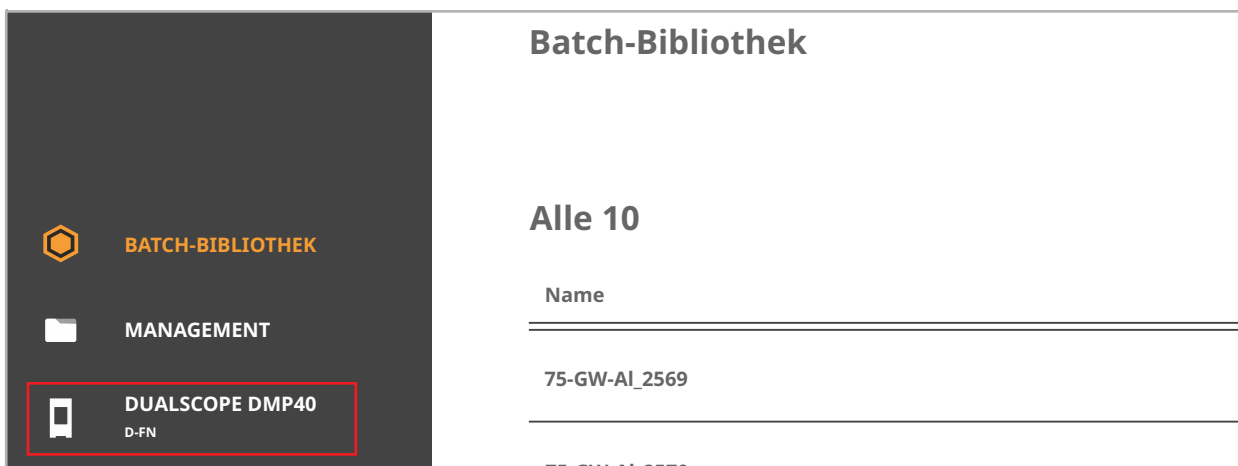 Batch-Bibliothek
Alle 10
BATCH-BIBLIOTHEK
Name
MANAGEMENT
75-GW-Al_2569
DUALSCOPE DMP40
D-FN